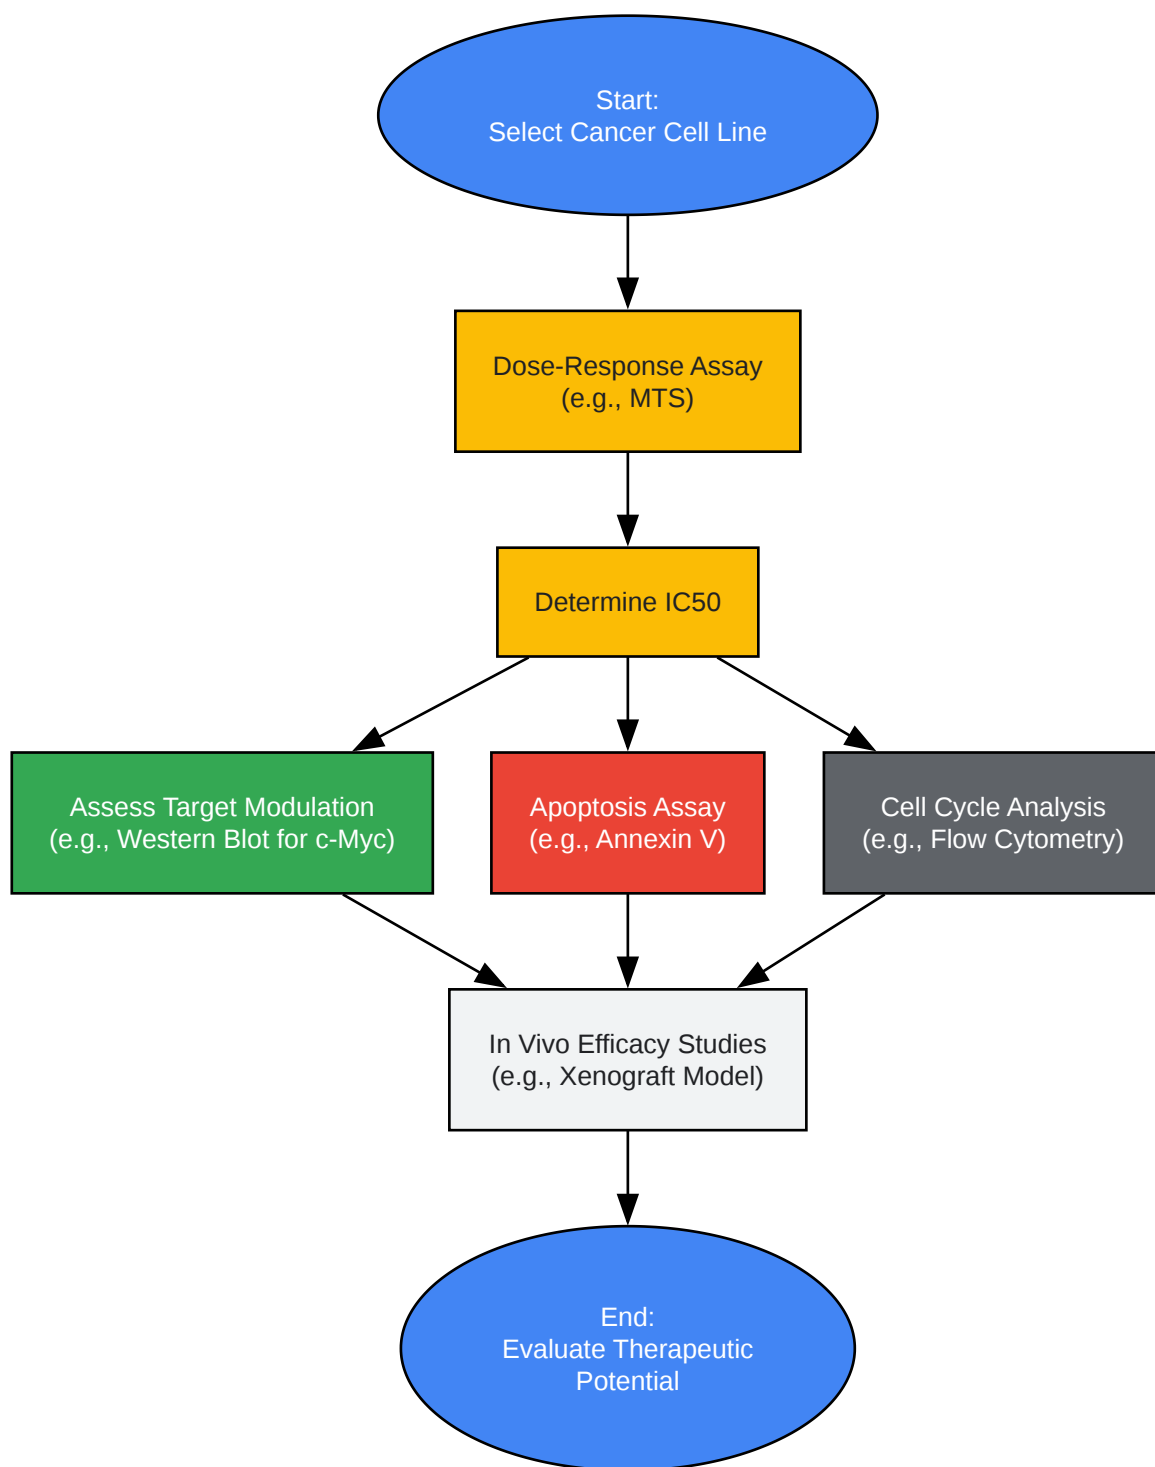 Start:
Select Cancer Cell Line
Dose-Response Assay
(e.g., MTS)
Determine IC50
Assess Target Modulation
(e.g., Western Blot for c-Myc)
Apoptosis Assay
(e.g., Annexin V)
Cell Cycle Analysis
(e.g., Flow Cytometry)
In Vivo Efficacy Studies
(e.g., Xenograft Model)
End:
Evaluate Therapeutic
Potential